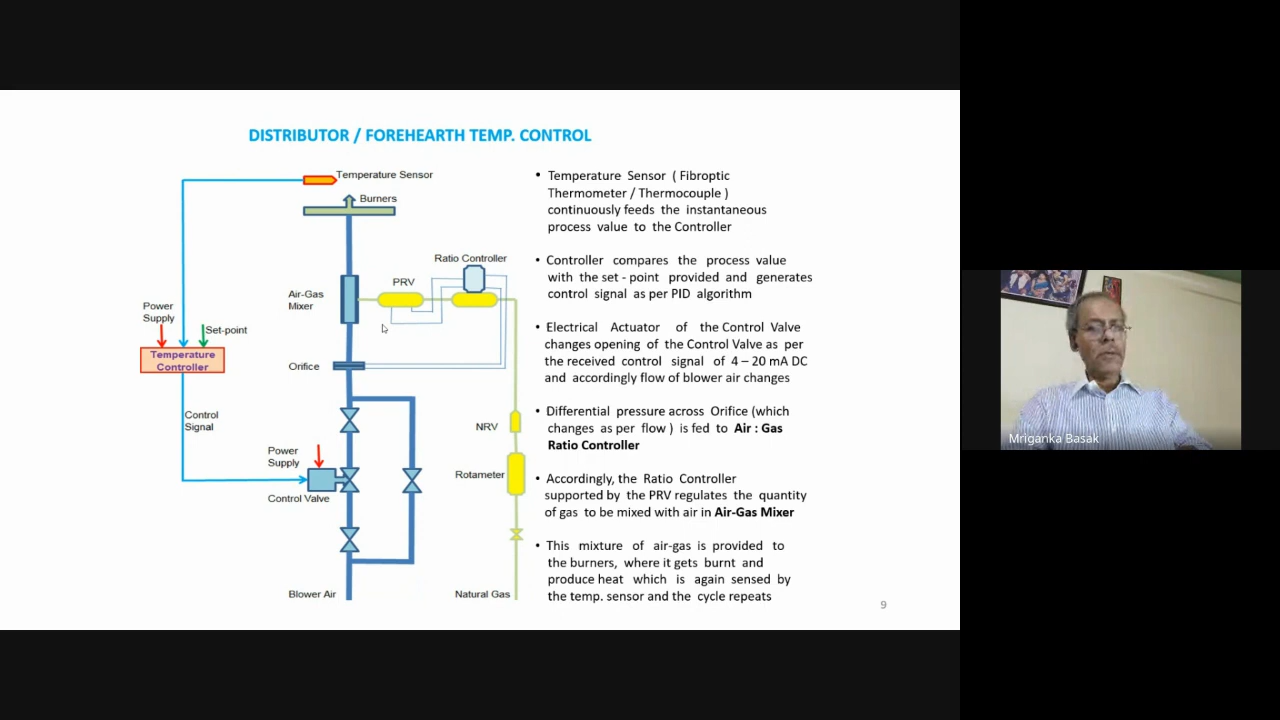 DISTRIBUTOR / FOREHEARTH TEMP. CONTROL
Temperature Sensor
Burners
Ratio Controller
PRV
Air-Gas
Mixer
Power
Supply
Set-point
Temperature
Controller
Orifice
Control
Signal
NRV
Power
Supply
Rotameter
Control Valve
Blower Air
Natural Gas
• Temperature Sensor ( Fibroptic
Thermometer / Thermocouple )
continuously feeds the instantaneous
process value to the Controller
• Controller compares the process value
with the set - point provided and generates
control signal as per PID algorithm
• Electrical Actuator of the Control Valve
changes opening of the Control Valve as per
the received control signal of 4 – 20 mA DC
and accordingly flow of blower air changes
• Differential pressure across Orifice (which
changes as per flow ) is fed to Air : Gas
Ratio Controller
• Accordingly, the Ratio Controller
supported by the PRV regulates the quantity
of gas to be mixed with air in Air-Gas Mixer
• This mixture of air-gas is provided to
the burners, where it gets burnt and
produce heat which is again sensed by
the temp. sensor and the cycle repeats
9
Mriganka Basak